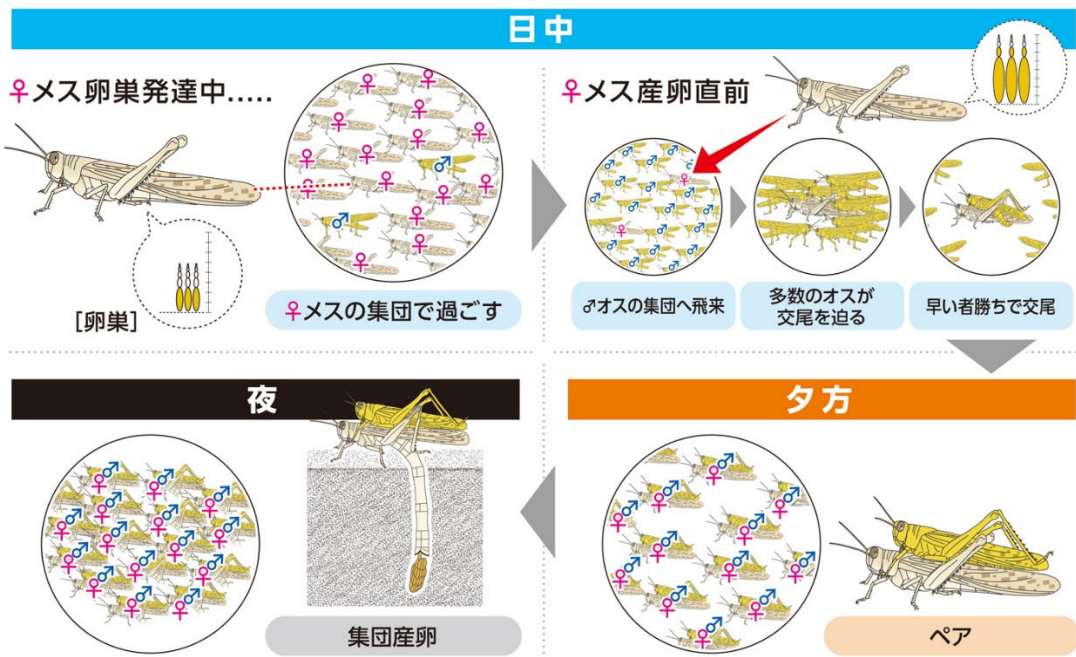 日中
♀メス卵巣発達中.....
[卵巣]
♀メスの集団で過ごす
♀メス産卵直前
♂オスの集団へ飛来
多数のオスが
交尾を迫る
早い者勝ちで交尾
夕方
ペア
夜
集団産卵